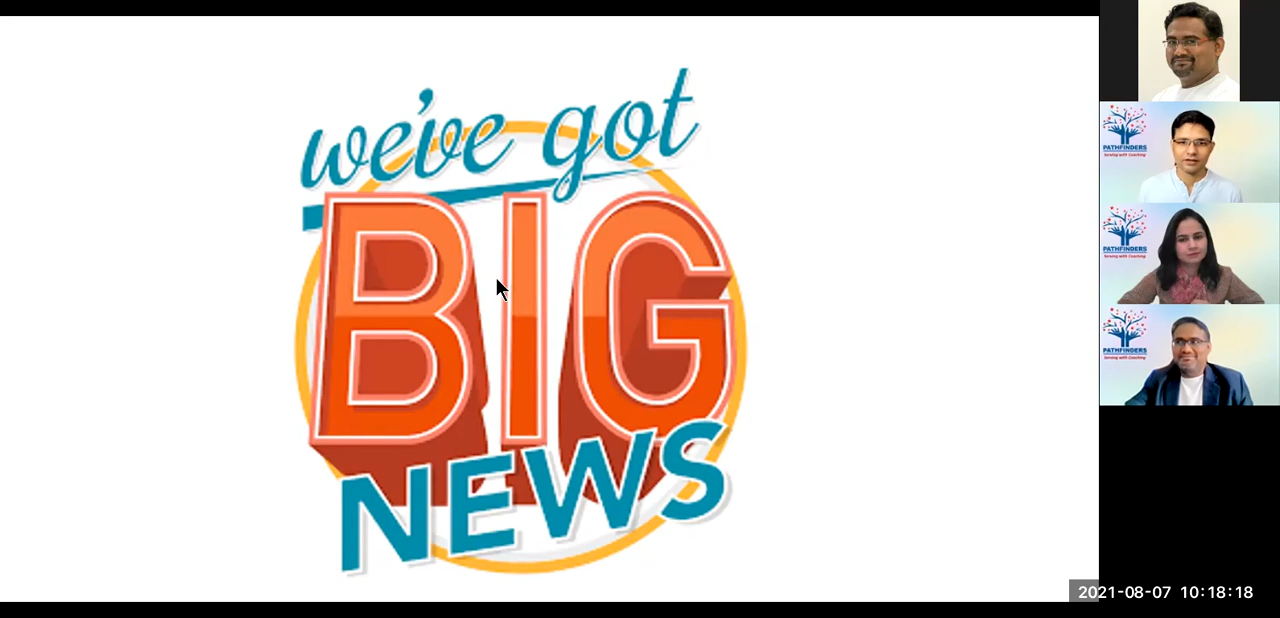 we've got
BIG
NEWS
PATHFINDERS
Serving with Coaching
PATHFINDERS
Serving with Coaching
PATHFINDERS
Serving with Coaching
2021-08-07 10:18:18